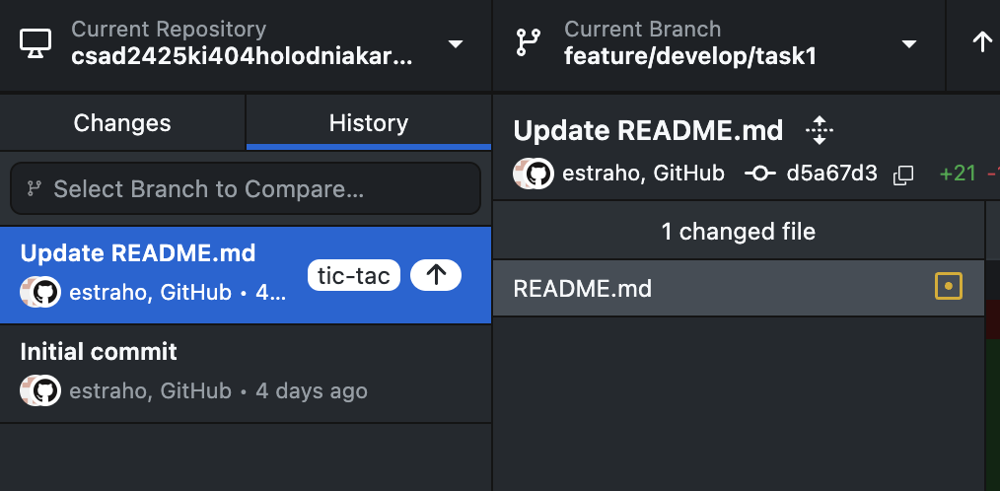 Current Repository
csad2425ki404holodniakar...
Current Branch
feature/develop/task1
Changes
History
Select Branch to Compare...
Update README.md
estraho, GitHub • 4...
tic-tac
Initial commit
estraho, GitHub • 4 days ago
Update README.md
estraho, GitHub
d5a67d3
+21
1 changed file
README.md